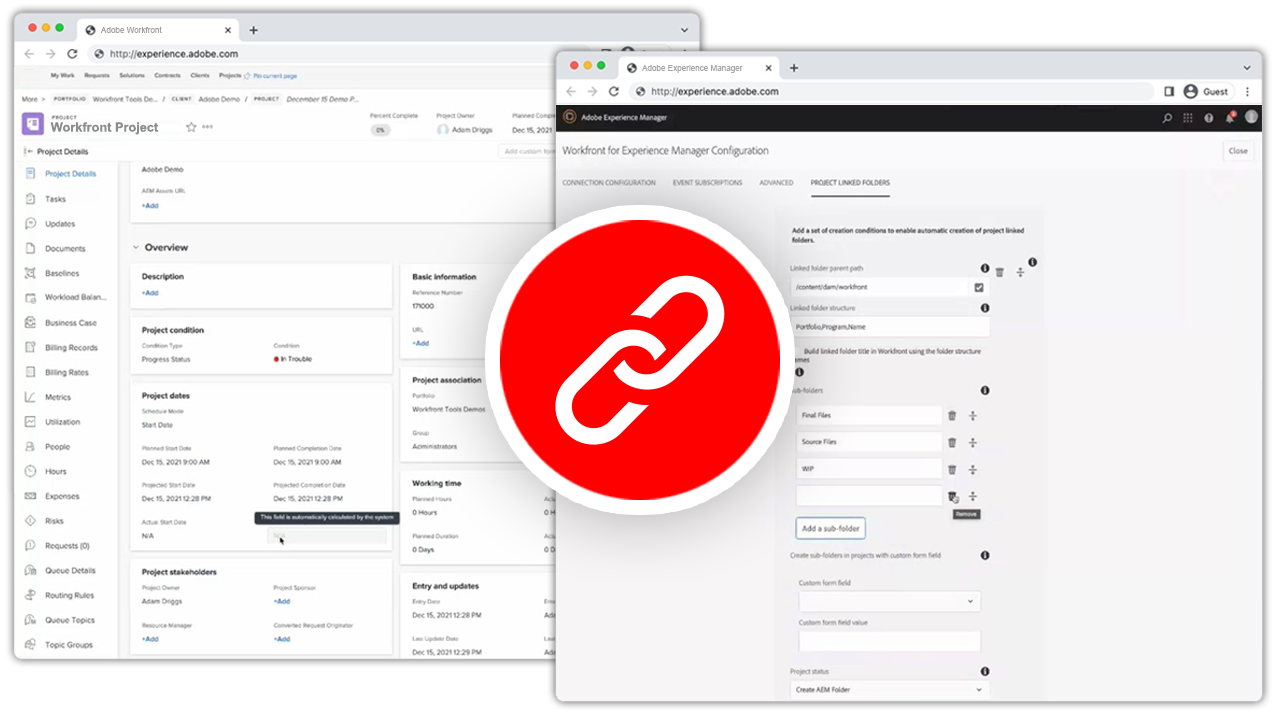 Adobe Workfront
http://experience.adobe.com
My Work Requests Solutions Contracts Clients Projects Pin current page
More > PORTFOLIO Workfront Tools De... / CLIENT Adobe Demo / PROJECT December 15 Demo P...
PROJECT
Workfront Project
Percent Complete
0%
Project Owner
Adam Driggs
Planned Comple
Dec 15, 2021
Project Details
Add custom form
Project Details
Tasks
Updates
Documents
Baselines
Workload Balan...
Business Case
Billing Records
Billing Rates
Metrics
Utilization
People
Hours
Expenses
Risks
Requests (0)
Queue Details
Routing Rules
Queue Topics
Topic Groups
Adobe Demo
AEM Assets URL
+Add
Overview
Description
+Add
Project condition
Condition Type
Progress Status
Condition
In Trouble
Project dates
Schedule Mode
Start Date
Planned Start Date
Dec 15, 2021 9:00 AM
Planned Completion Date
Dec 15, 2021 9:00 AM
Projected Start Date
Dec 15, 2021 12:28 PM
Projected Completion Date
Dec 15, 2021 12:28 PM
Actual Start Date
N/A
This field is automatically calculated by the system
N/A
Project stakeholders
Project Owner
Adam Driggs
Project Sponsor
+Add
Resource Manager
+Add
Converted Request Originator
+Add
Basic information
Reference Number
171000
URL
+Add
Project association
Portfolio
Workfront Tools Demos
Group
Administrators
Working time
Planned Hours
0 Hours
Actu
0 H
Planned Duration
0 Days
Actu
0 D
Entry and updates
Entry Date
Dec 15, 2021 12:28 PM
Ente
Adam
Last Update Date
Dec 15, 2021 12:29 PM
Last
Adam
Adobe Experience Manager
http://experience.adobe.com
Guest
Adobe Experience Manager
Workfront for Experience Manager Configuration
Close
CONNECTION CONFIGURATION EVENT SUBSCRIPTIONS ADVANCED PROJECT LINKED FOLDERS
Add a set of creation conditions to enable automatic creation of project linked
folders.
Linked folder parent path
/content/dam/workfront
Linked folder structure
Portfolio,Program,Name
Build linked folder title in Workfront using the folder structure
names
Sub-folders
Final Files
Source Files
WIP
Remove
Add a sub-folder
Create sub-folders in projects with custom form field
Custom form field
Custom form field value
Project status
Create AEM Folder